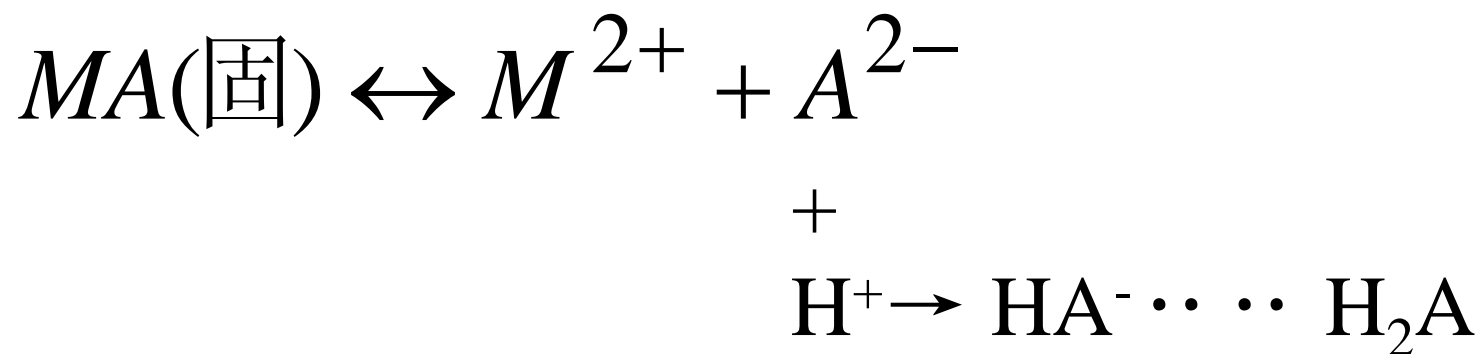 MA(固) ↔ M²⁺ + A²⁻
+
H⁺→ HA⁻‥ ‥ H₂A